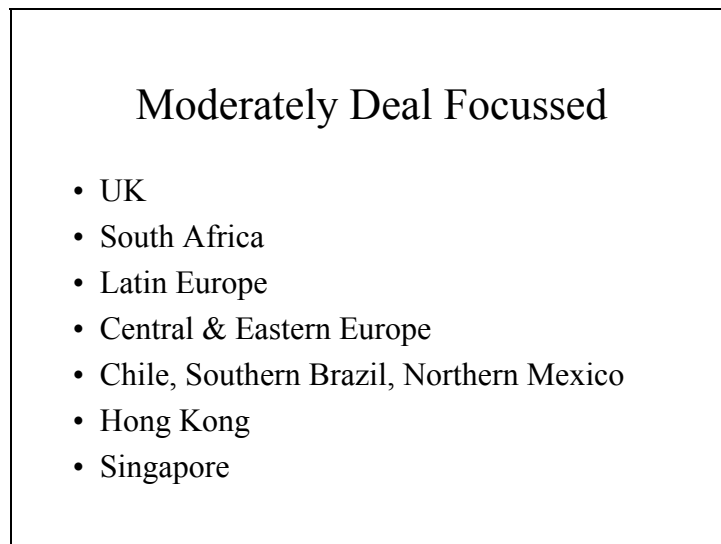 Moderately Deal Focussed
• UK
• South Africa
• Latin Europe
• Central & Eastern Europe
• Chile, Southern Brazil, Northern Mexico
• Hong Kong
• Singapore